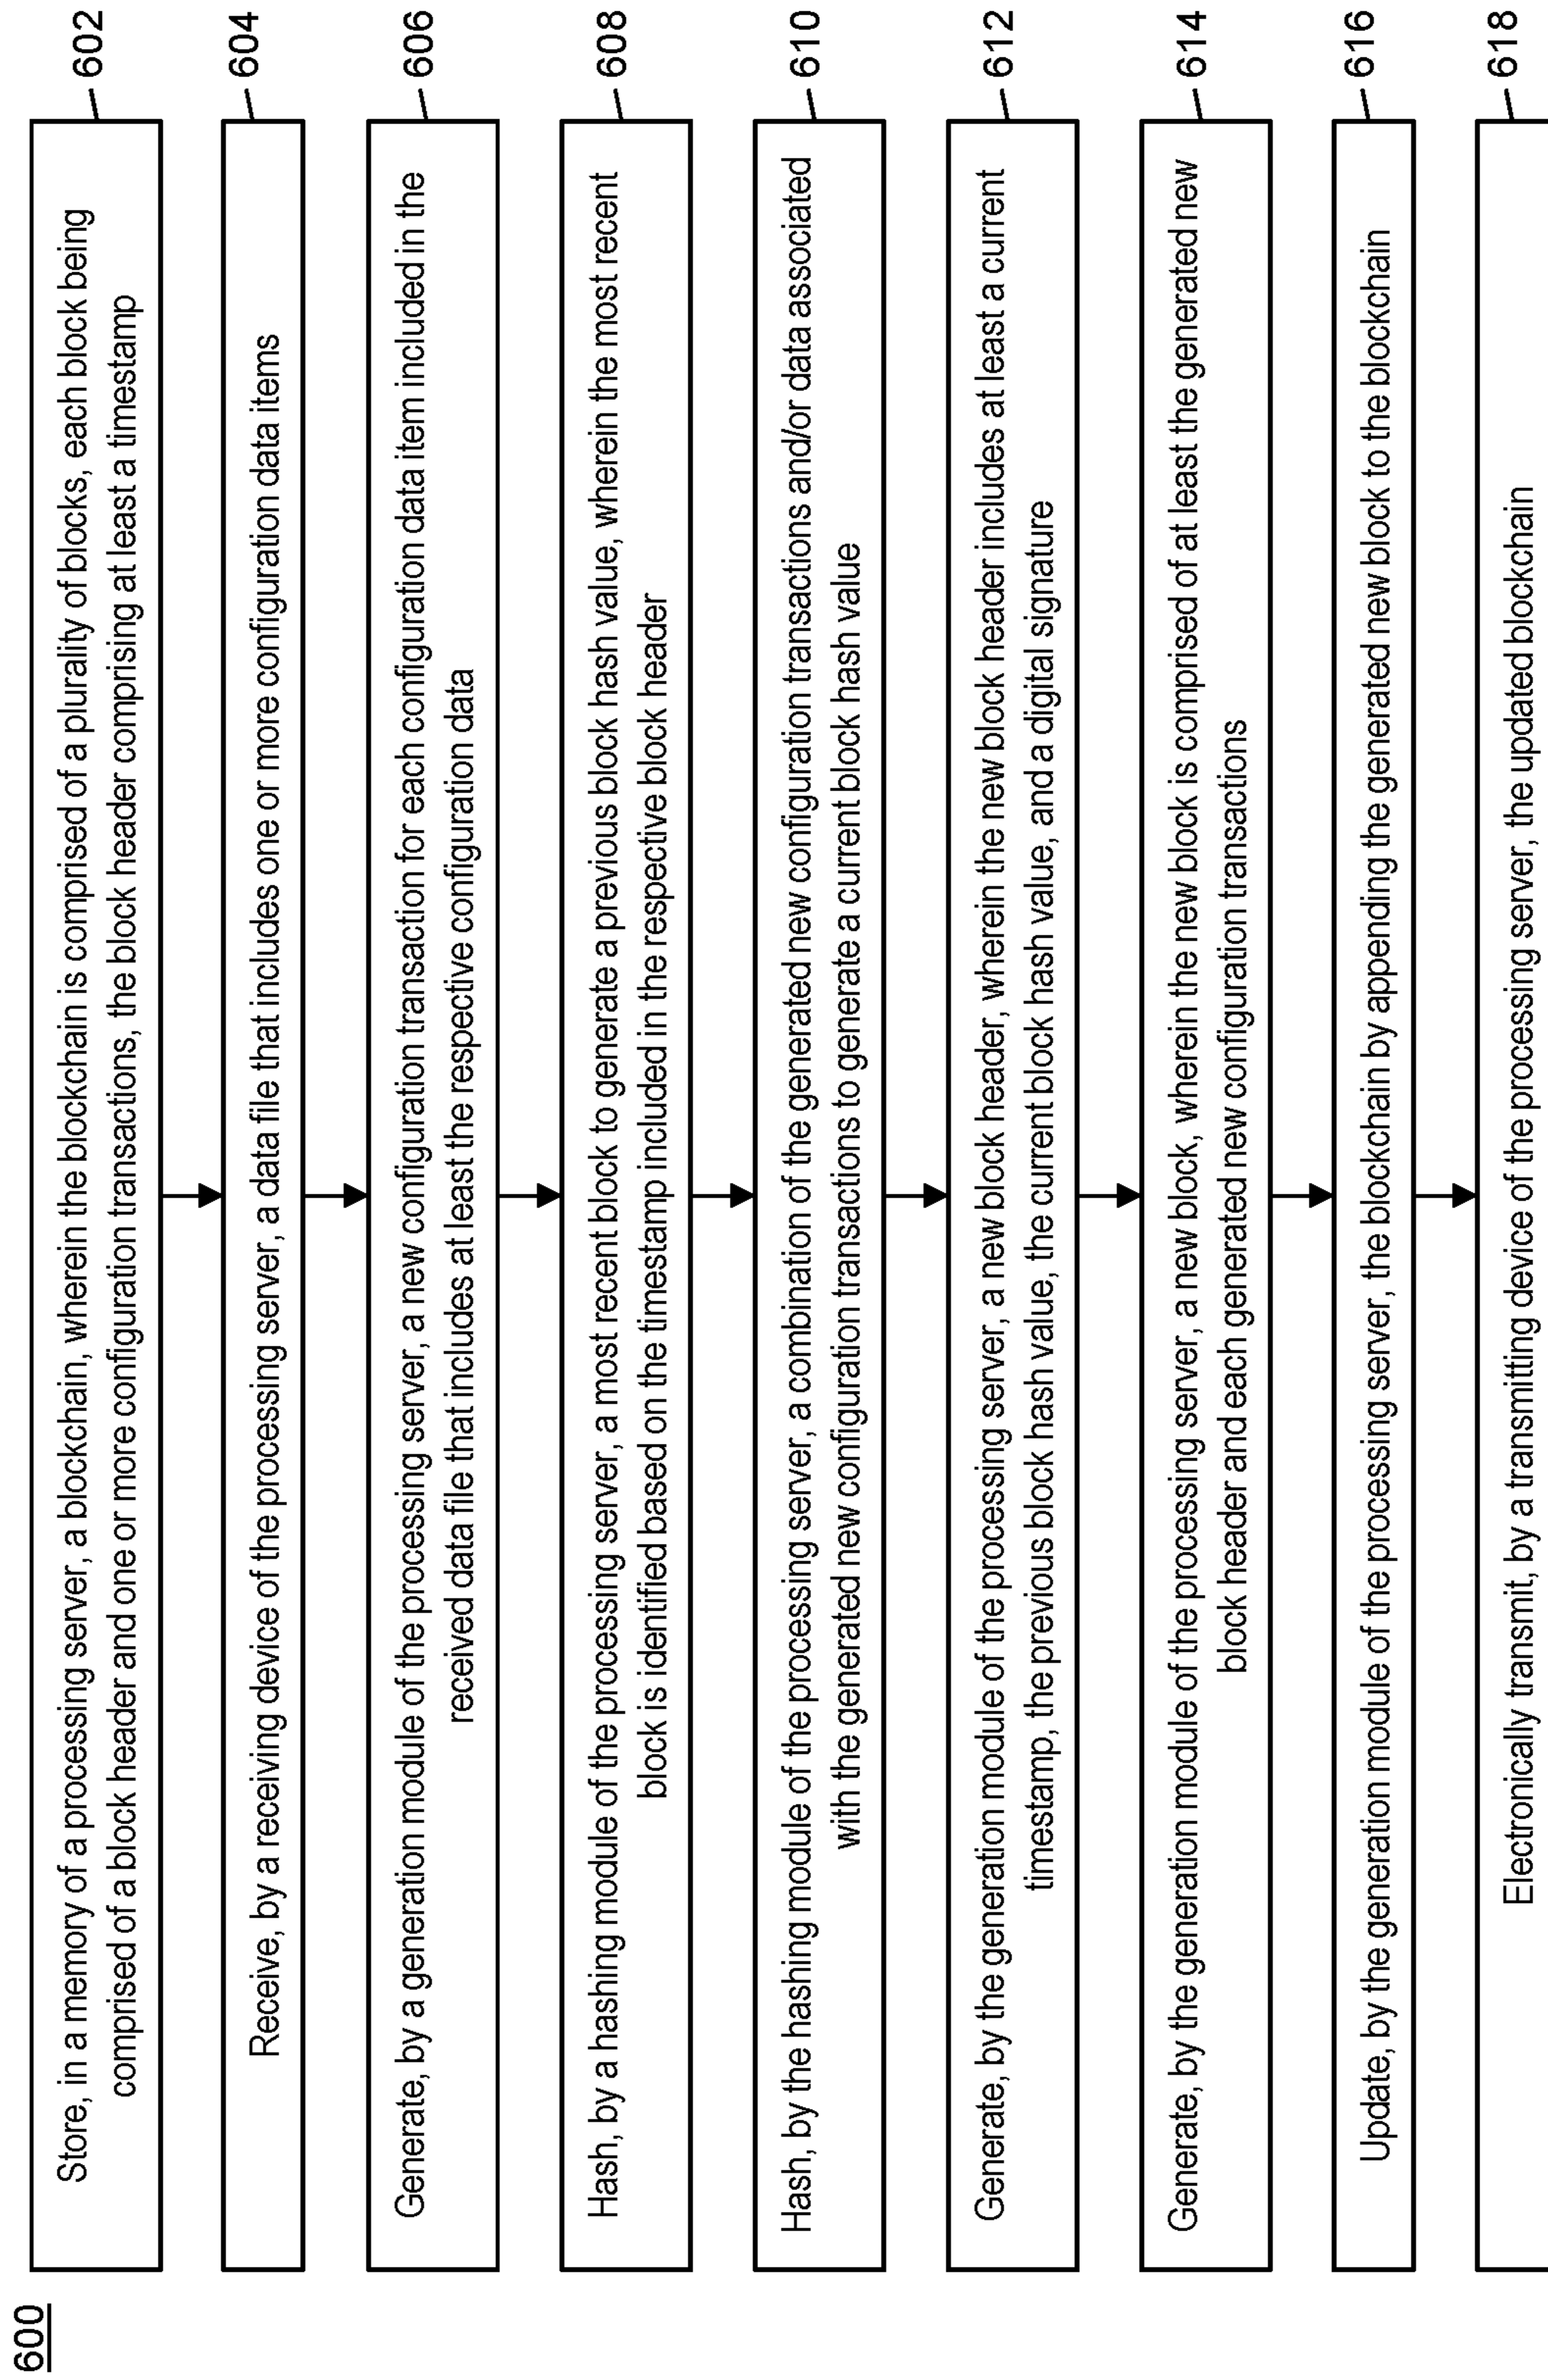 600
Store, in a memory of a processing server, a blockchain, wherein the blockchain is comprised of a plurality of blocks, each block being
comprised of a block header and one or more configuration transactions, the block header comprising at least a timestamp
602
Receive, by a receiving device of the processing server, a data file that includes one or more configuration data items
604
Generate, by a generation module of the processing server, a new configuration transaction for each configuration data item included in the
received data file that includes at least the respective configuration data
606
Hash, by a hashing module of the processing server, a most recent block to generate a previous block hash value, wherein the most recent
block is identified based on the timestamp included in the respective block header
608
Hash, by the hashing module of the processing server, a combination of the generated new configuration transactions and/or data associated
with the generated new configuration transactions to generate a current block hash value
610
Generate, by the generation module of the processing server, a new block header, wherein the new block header includes at least a current
timestamp, the previous block hash value, the current block hash value, and a digital signature
612
Generate, by the generation module of the processing server, a new block, wherein the new block is comprised of at least the generated new
block header and each generated new configuration transactions
614
Update, by the generation module of the processing server, the blockchain by appending the generated new block to the blockchain
616
Electronically transmit, by a transmitting device of the processing server, the updated blockchain
618